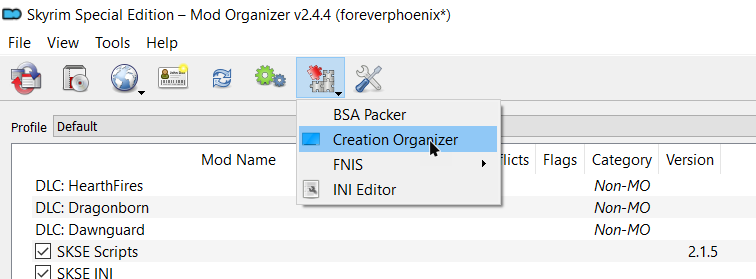 Skyrim Special Edition – Mod Organizer v2.4.4 (foreverphoenix*)
File View Tools Help
BSA Packer
Profile Default
Creation Organizer
Mod Name flicts Flags Category Version
FNIS
DLC: HearthFires Non-MO
INI Editor
DLC: Dragonborn Non-MO
DLC: Dawnguard Non-MO
SKSE Scripts 2.1.5
SKSE INI